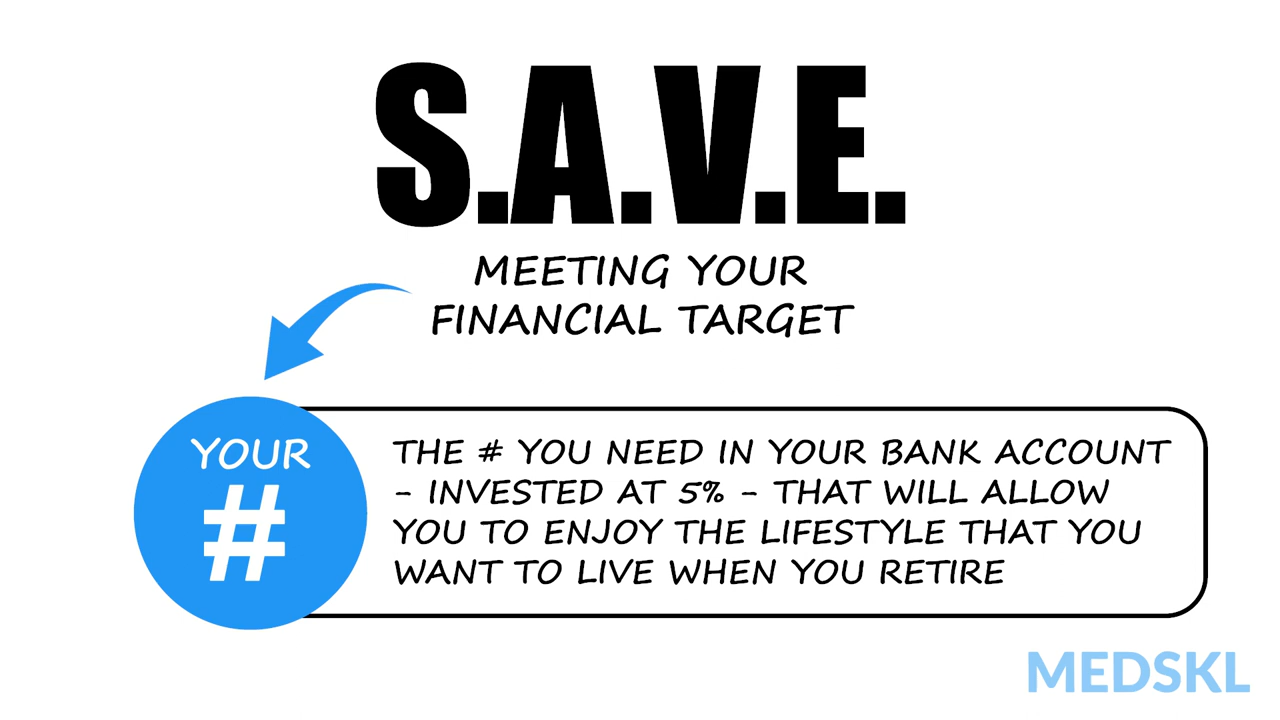 S.A.V.E.
MEETING YOUR
FINANCIAL TARGET
YOUR
#
THE # YOU NEED IN YOUR BANK ACCOUNT
- INVESTED AT 5% - THAT WILL ALLOW
YOU TO ENJOY THE LIFESTYLE THAT YOU
WANT TO LIVE WHEN YOU RETIRE
MEDSKL